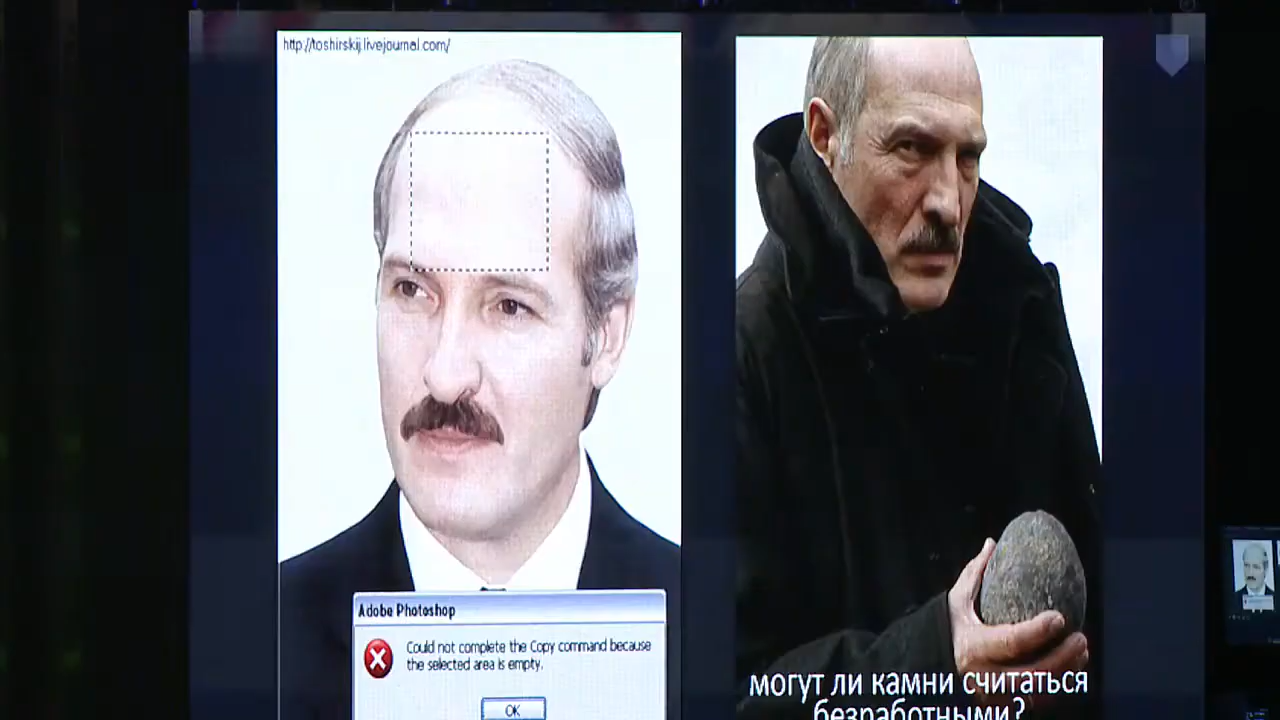 http://toshirskij.livejournal.com/
Adobe Photoshop
Could not complete the Copy command because
the selected area is empty.
OK
могут ли камни считаться
безработными?